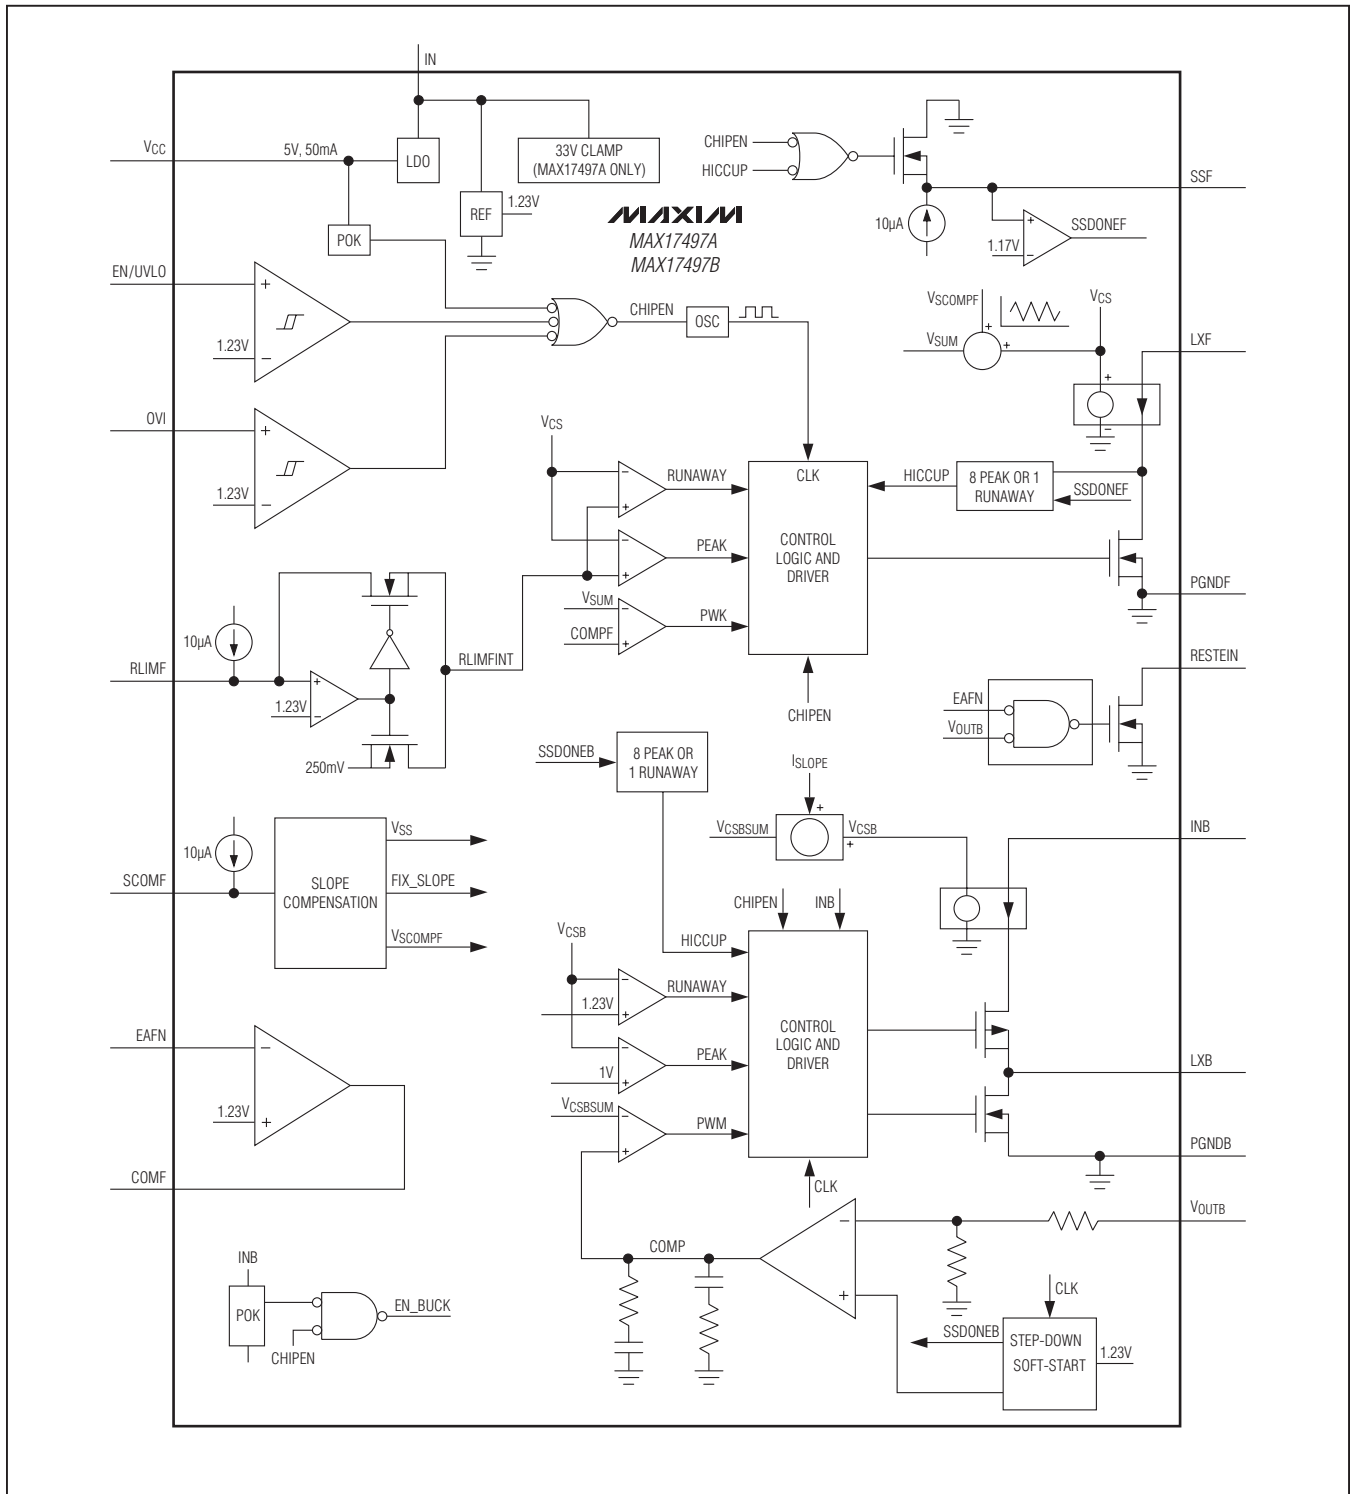 IN
VCC
5V, 50mA
LDO
33V CLAMP
(MAX17497A ONLY)
CHIPEN
HICCUP
SSF
REF
1.23V
MAXIM
MAX17497A
MAX17497B
10µA
+
1.17V
−
SSDONEF
POK
EN/UVLO
+
1.23V
−
CHIPEN
OSC
VSCOMPF
VCS
VSUM
+
+
LXF
+
−
OVI
+
1.23V
−
VCS
−
+
RUNAWAY
CLK
HICCUP
8 PEAK OR 1
RUNAWAY
SSDONEF
−
+
PEAK
CONTROL
LOGIC AND
DRIVER
PGNDF
VSUM
−
COMPF
+
PWK
10µA
RLIMFINT
RLIMF
+
1.23V
−
250mV
CHIPEN
RESTEIN
EAFN
VOUTB
SSDONEB
8 PEAK OR
1 RUNAWAY
ISLOPE
+
VCSBSUM
VCSB
+
INB
10µA
SCOMF
SLOPE
COMPENSATION
VSS
FIX_SLOPE
VSCOMPF
CHIPEN
INB
VCSB
HICCUP
−
RUNAWAY
1.23V
+
−
PEAK
1V
+
CONTROL
LOGIC AND
DRIVER
VCSBSUM
−
+
PWM
LXB
PGNDB
EAFN
−
1.23V
+
COMF
CLK
VOUTB
−
COMP
+
INB
POK
CHIPEN
EN_BUCK
CLK
SSDONEB
STEP-DOWN
SOFT-START
1.23V